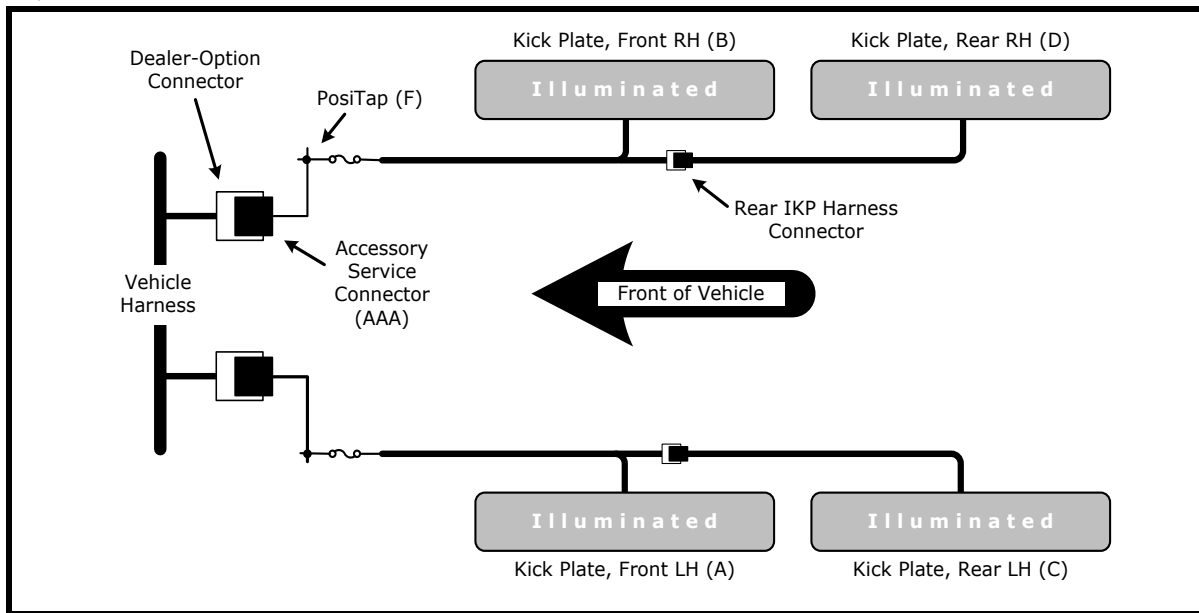 Kick Plate, Front RH (B)
Kick Plate, Rear RH (D)
Dealer-Option
Connector
Illuminated
Illuminated
PosiTap (F)
Rear IKP Harness
Connector
Accessory
Service
Connector
(AAA)
Vehicle
Harness
Front of Vehicle
Illuminated
Illuminated
Kick Plate, Front LH (A)
Kick Plate, Rear LH (C)